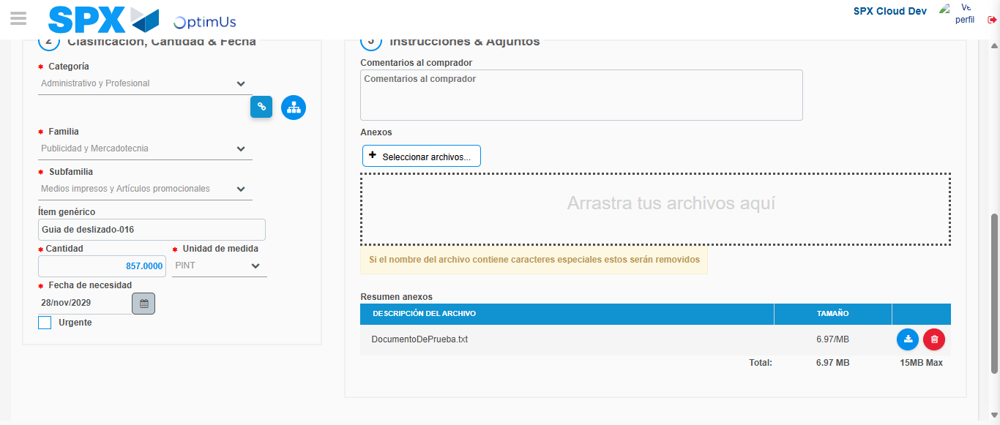 SPX
OptimUs
SPX Cloud Dev
Ve
perfil
2 Clasificación, Cantidad & Fecha
Categoría
Administrativo y Profesional
Familia
Publicidad y Mercadotecnia
Subfamilia
Medios impresos y Artículos promocionales
Ítem genérico
Guia de deslizado-016
* Cantidad * Unidad de medida
857.0000 PINT
* Fecha de necesidad
28/nov/2029
Urgente
Instrucciones & Adjuntos
Comentarios al comprador
Comentarios al comprador
Anexos
+ Seleccionar archivos...
Arrastra tus archivos aquí
Si el nombre del archivo contiene caracteres especiales estos serán removidos
Resumen anexos
DESCRIPCIÓN DEL ARCHIVO TAMAÑO
DocumentoDePrueba.txt 6.97/MB
Total: 6.97 MB 15MB Max